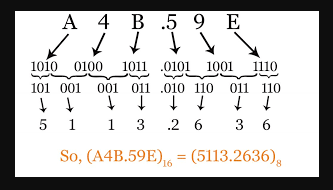 A 4 B .5 9 E
1010 0100 1011 .0101 1001 1110
101 001 001 011 .010 110 011 110
5 1 1 3 .2 6 3 6
So, (A4B.59E)₁₆ = (5113.2636)₈